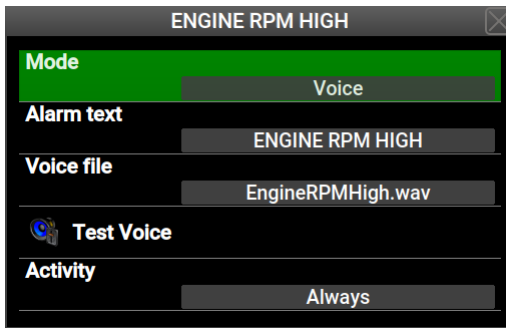 ENGINE RPM HIGH
Mode
Voice
Alarm text
ENGINE RPM HIGH
Voice file
EngineRPMHigh.wav
Test Voice
Activity
Always